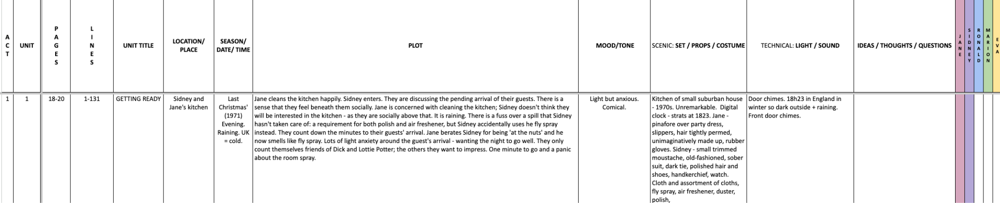 ACT
UNIT
PAGES
LINES
UNIT TITLE
LOCATION/
PLACE
SEASON/
DATE/ TIME
PLOT
MOOD/TONE
SCENIC: SET / PROPS / COSTUME
TECHNICAL: LIGHT / SOUND
IDEAS / THOUGHTS / QUESTIONS
JANE
SIDNEY
RONALD
MARION
EVA
1
1
18-20
1-131
GETTING READY
Sidney and
Jane's kitchen
Last
Christmas'
(1971)
Evening.
Raining. UK
= cold.
Jane cleans the kitchen happily. Sidney enters. They are discussing the pending arrival of their guests. There is a
sense that they feel beneath them socially. Jane is concerned with cleaning the kitchen; Sidney doesn't think they
will be interested in the kitchen - as they are socially above that. It is raining. There is a fuss over a spill that Sidney
hasn't taken care of: a requirement for both polish and air freshener, but Sidney accidentally uses he fly spray
instead. They count down the minutes to their guests' arrival. Jane berates Sidney for being 'at the nuts' and he
now smells like fly spray. Lots of light anxiety around the guest's arrival - wanting the night to go well. They only
count themselves friends of Dick and Lottie Potter; the others they want to impress. One minute to go and a panic
about the room spray.
Light but anxious.
Comical.
Kitchen of small suburban house
- 1970s. Unremarkable. Digital
clock - strats at 1823. Jane -
pinafore over party dress,
slippers, hair tightly permed,
unimaginatively made up, rubber
gloves. Sidney - small trimmed
moustache, old-fashioned, sober
suit, dark tie, polished hair and
shoes, handkerchief, watch.
Cloth and assortment of cloths,
fly spray, air freshener, duster,
polish,
Door chimes. 18h23 in England in
winter so dark outside + raining.
Front door chimes.